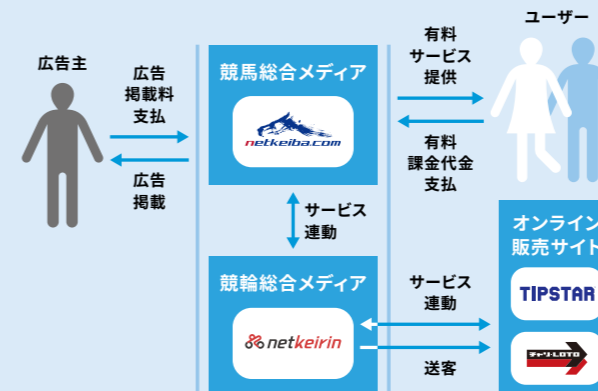 広告主
広告
掲載料
支払
広告
掲載
競馬総合メディア
netkeiba.com
サービス
連動
競輪総合メディア
netkeirin
有料
サービス
提供
有料
課金代金
支払
ユーザー
サービス
連動
送客
オンライン
販売サイト
TIPSTAR
チャリ・LOTO